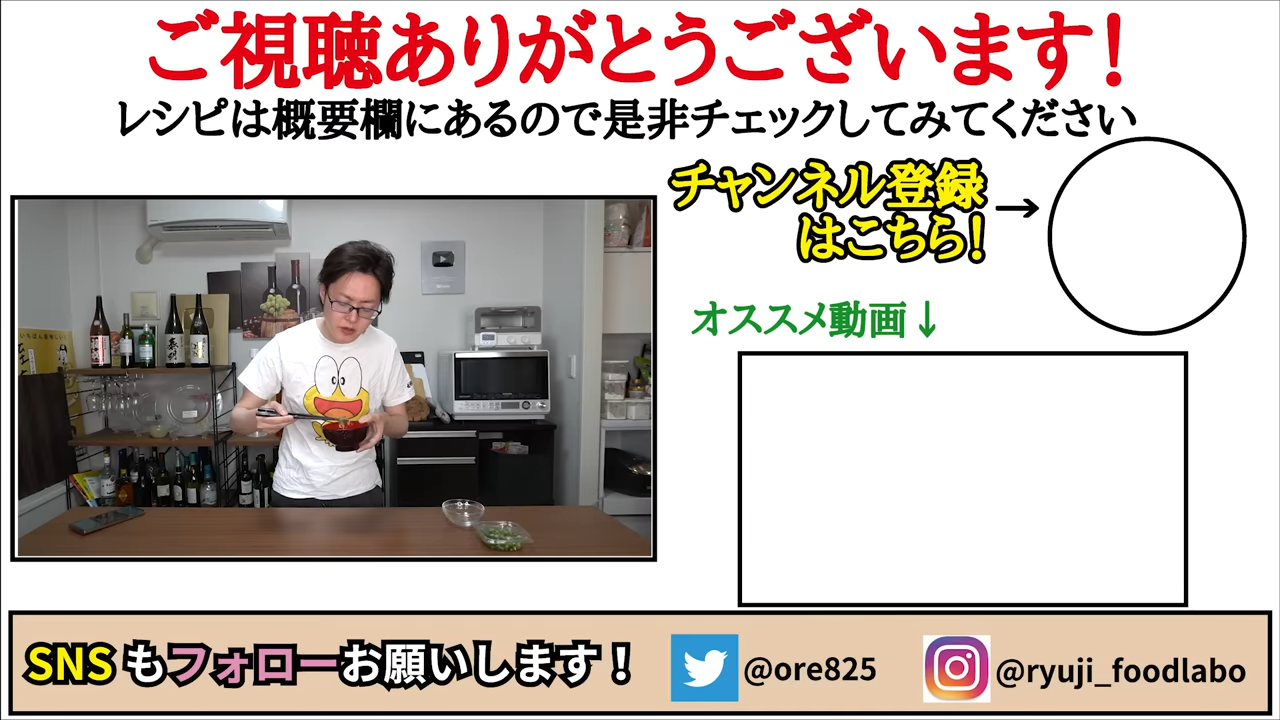 ご視聴ありがとうございます!
レシピは概要欄にあるので是非チェックしてみてください
チャンネル登録
はこちら!
→
オススメ動画↓
SNSもフォローお願いします!
@ore825
@ryuji_foodlabo